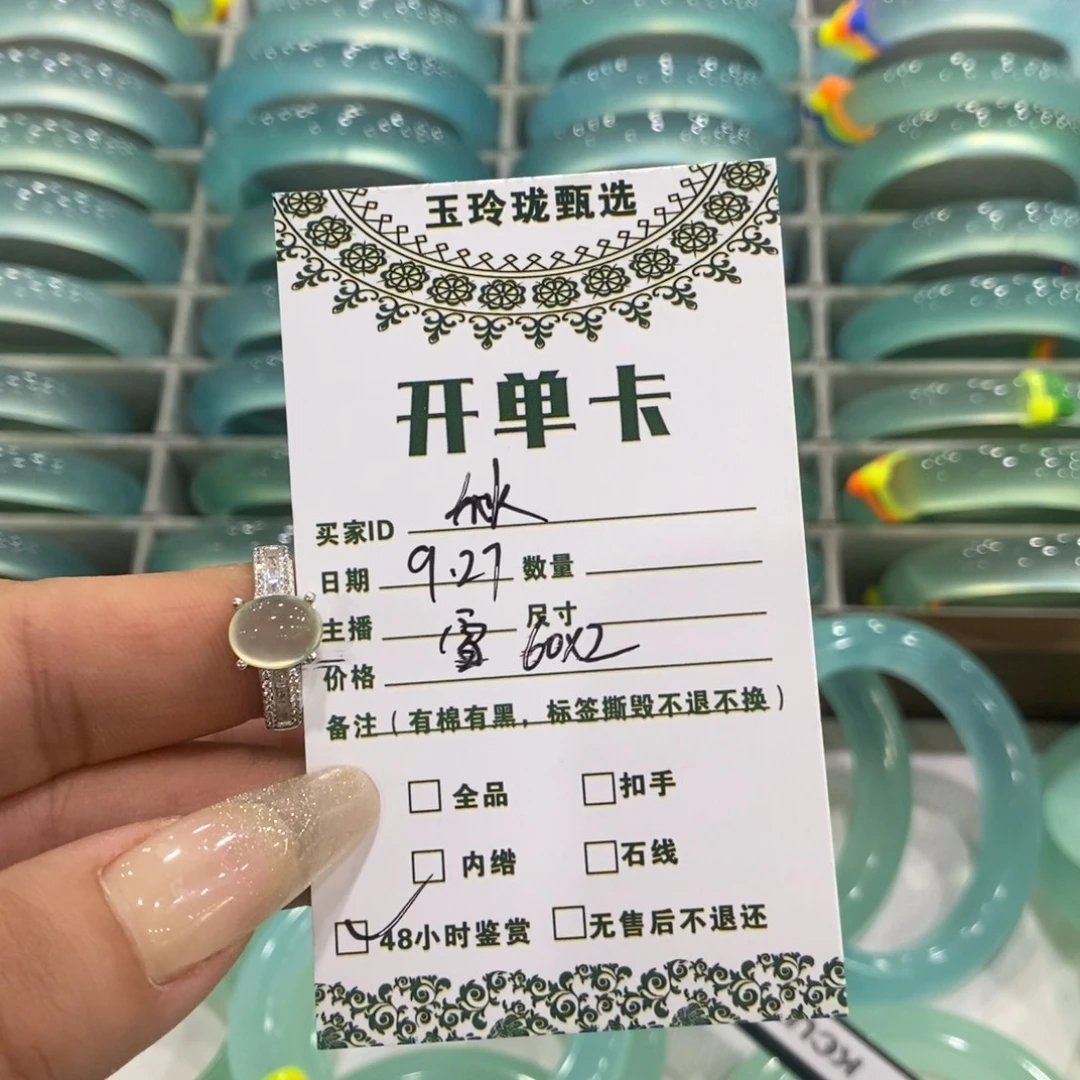 玉玲珑甄选
开单卡
买家ID
日期 9.27 数量
主播 雪 尺寸 60x2
价格
备注（有棉有黑，标签撕毁不退不换）
□全品 □扣手
□内绺 □石线
☑48小时鉴赏 □无售后不退还